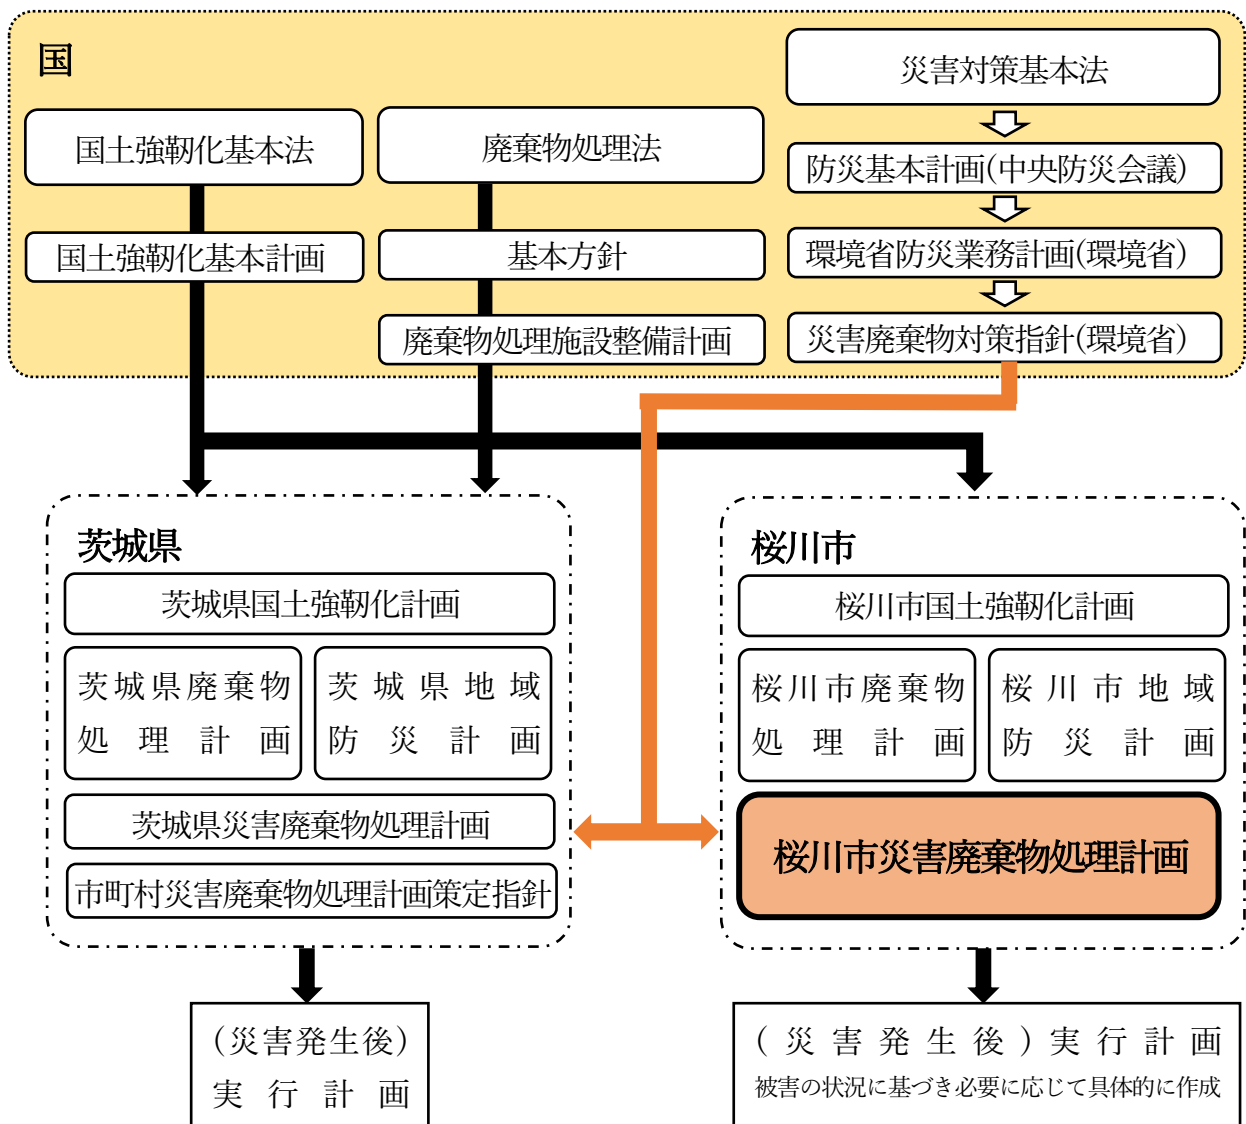 国
国土強靭化基本法
国土強靭化基本計画
廃棄物処理法
基本方針
廃棄物処理施設整備計画
災害対策基本法
防災基本計画(中央防災会議)
環境省防災業務計画(環境省)
災害廃棄物対策指針(環境省)
茨城県
茨城県国土強靭化計画
茨城県廃棄物
処理計画
茨城県地域
防災計画
茨城県災害廃棄物処理計画
市町村災害廃棄物処理計画策定指針
(災害発生後)
実行計画
桜川市
桜川市国土強靭化計画
桜川市廃棄物
処理計画
桜川市地域
防災計画
桜川市災害廃棄物処理計画
(災害発生後)実行計画
被害の状況に基づき必要に応じて具体的に作成